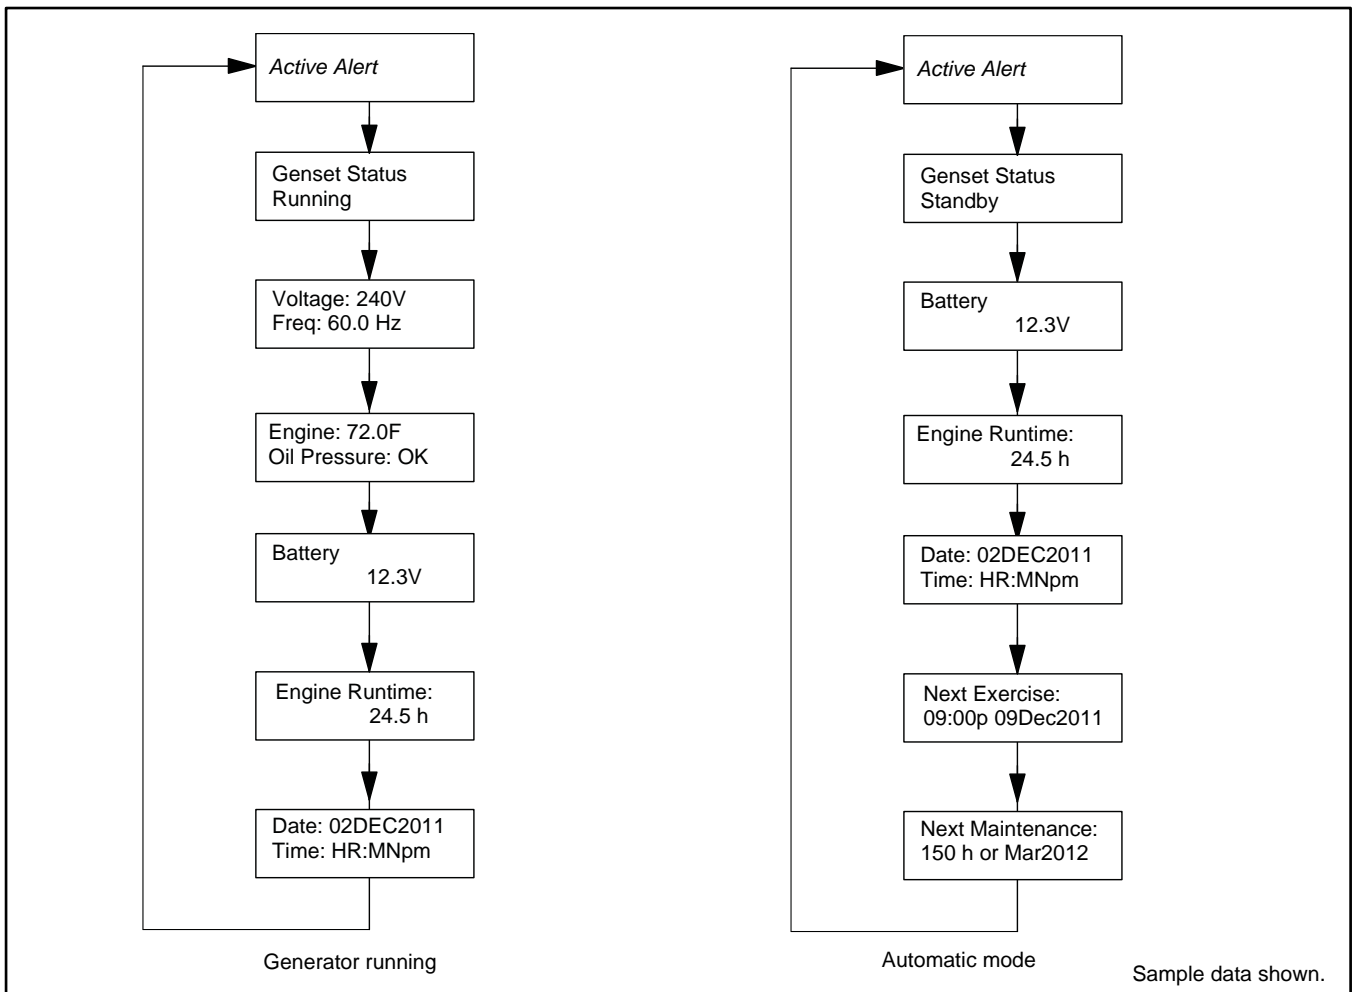 Active Alert
Genset Status
Running
Voltage: 240V
Freq: 60.0 Hz
Engine: 72.0F
Oil Pressure: OK
Battery
12.3V
Engine Runtime:
24.5 h
Date: 02DEC2011
Time: HR:MNpm
Generator running
Active Alert
Genset Status
Standby
Battery
12.3V
Engine Runtime:
24.5 h
Date: 02DEC2011
Time: HR:MNpm
Next Exercise:
09:00p 09Dec2011
Next Maintenance:
150 h or Mar2012
Automatic mode
Sample data shown.